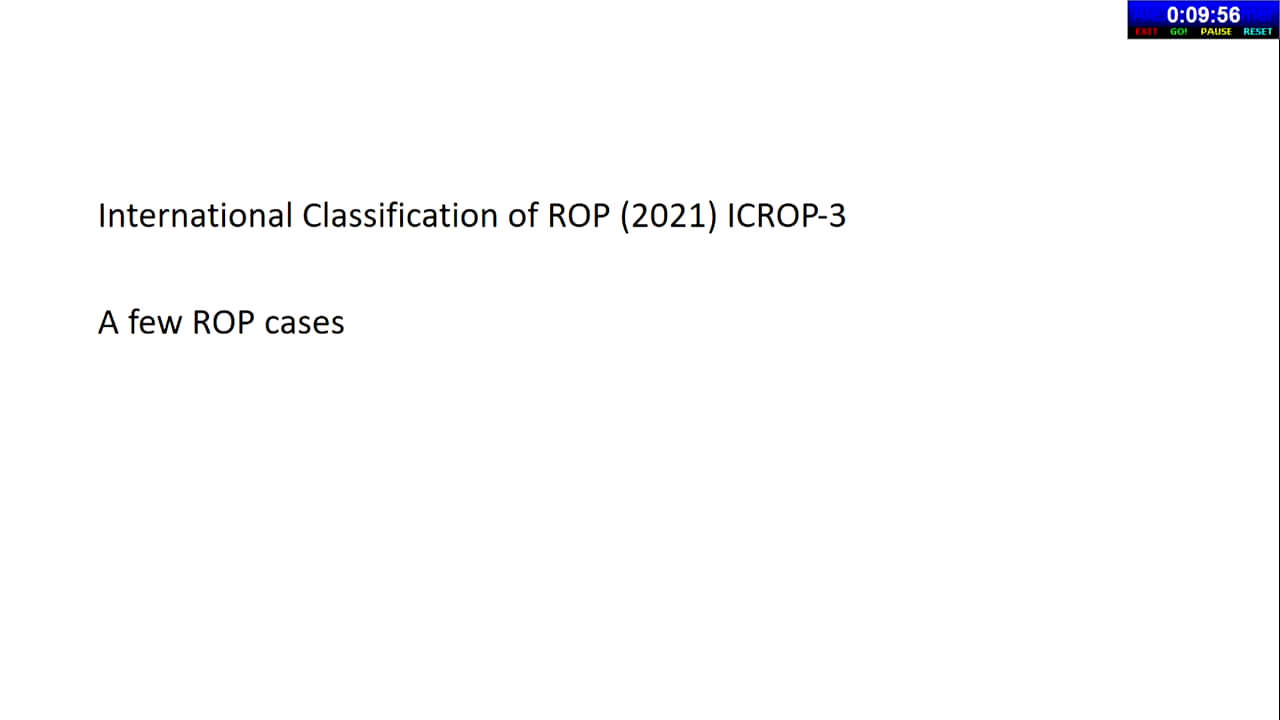 0:09:56
EXIT GO! PAUSE RESET
International Classification of ROP (2021) ICROP-3
A few ROP cases